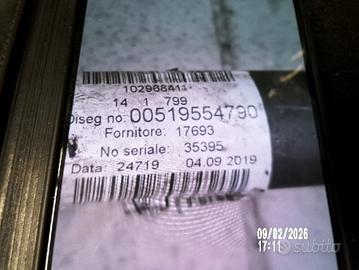 102968411
14 1 799
Diseg no: 00519554790
Fornitore: 17693
No seriale: 35395
Data: 24719 04.09.2019
09/02/2026
17:11
subito